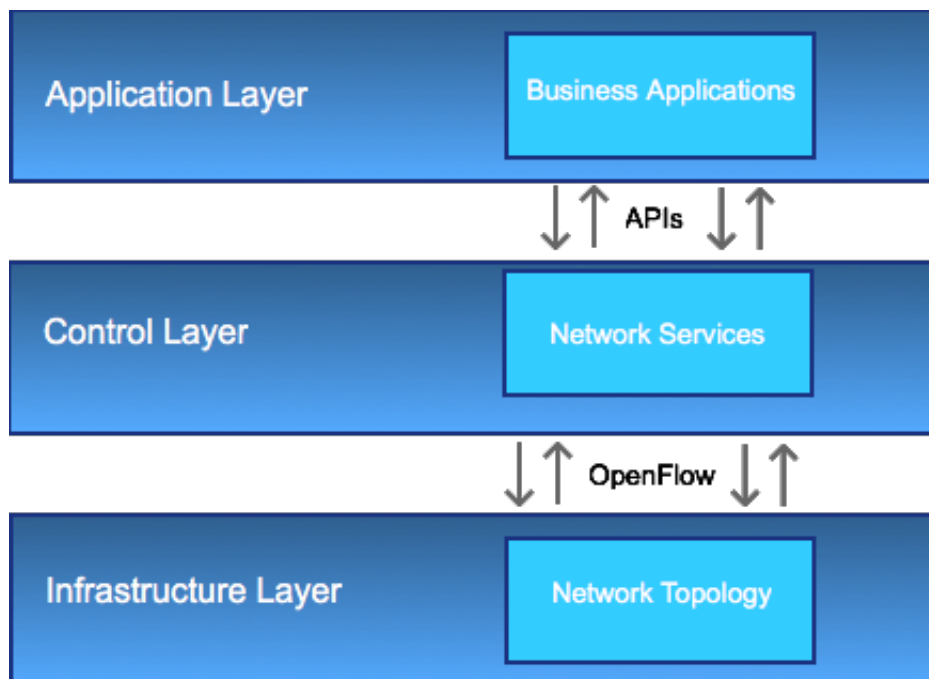 Application Layer
Business Applications
APIs
Control Layer
Network Services
OpenFlow
Infrastructure Layer
Network Topology